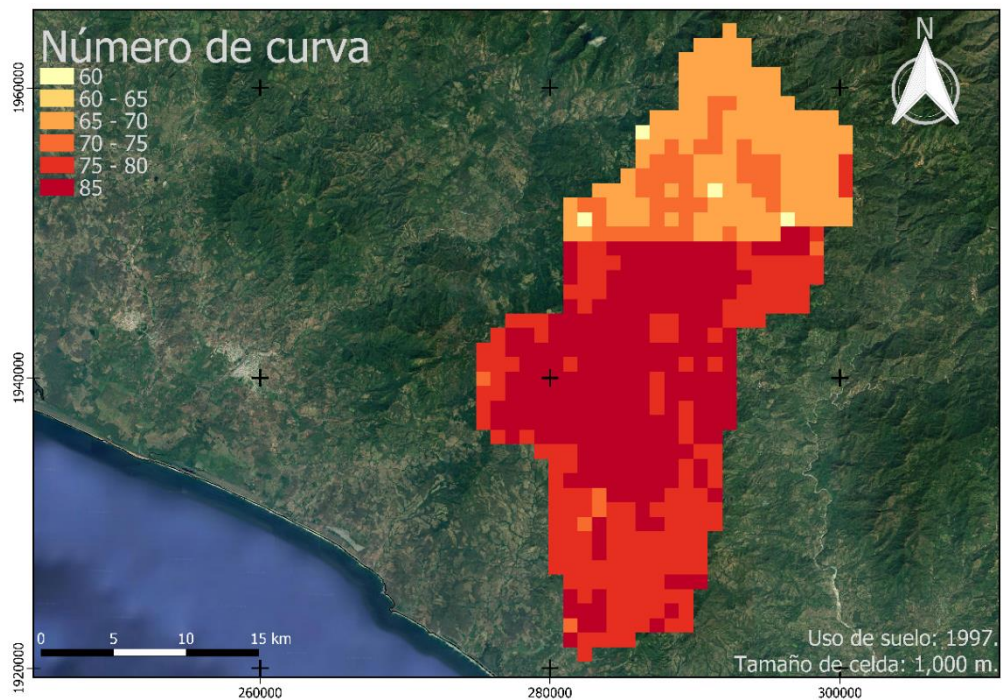 Número de curva
60
60 - 65
65 - 70
70 - 75
75 - 80
85
N
1960000
1940000
1920000
0 5 10 15 km
Uso de suelo: 1997.
Tamaño de celda: 1,000 m.
260000 280000 300000